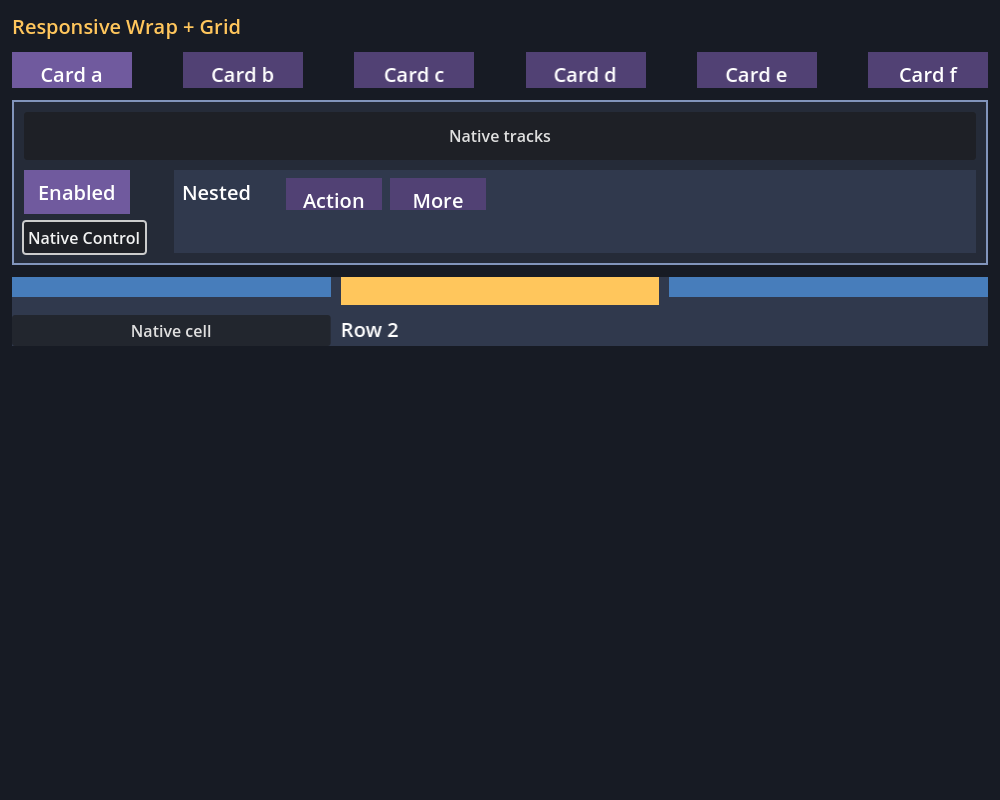 Responsive Wrap + Grid
Card a Card b Card c Card d Card e Card f
Native tracks
Enabled Nested Action More
Native Control
Native cell Row 2